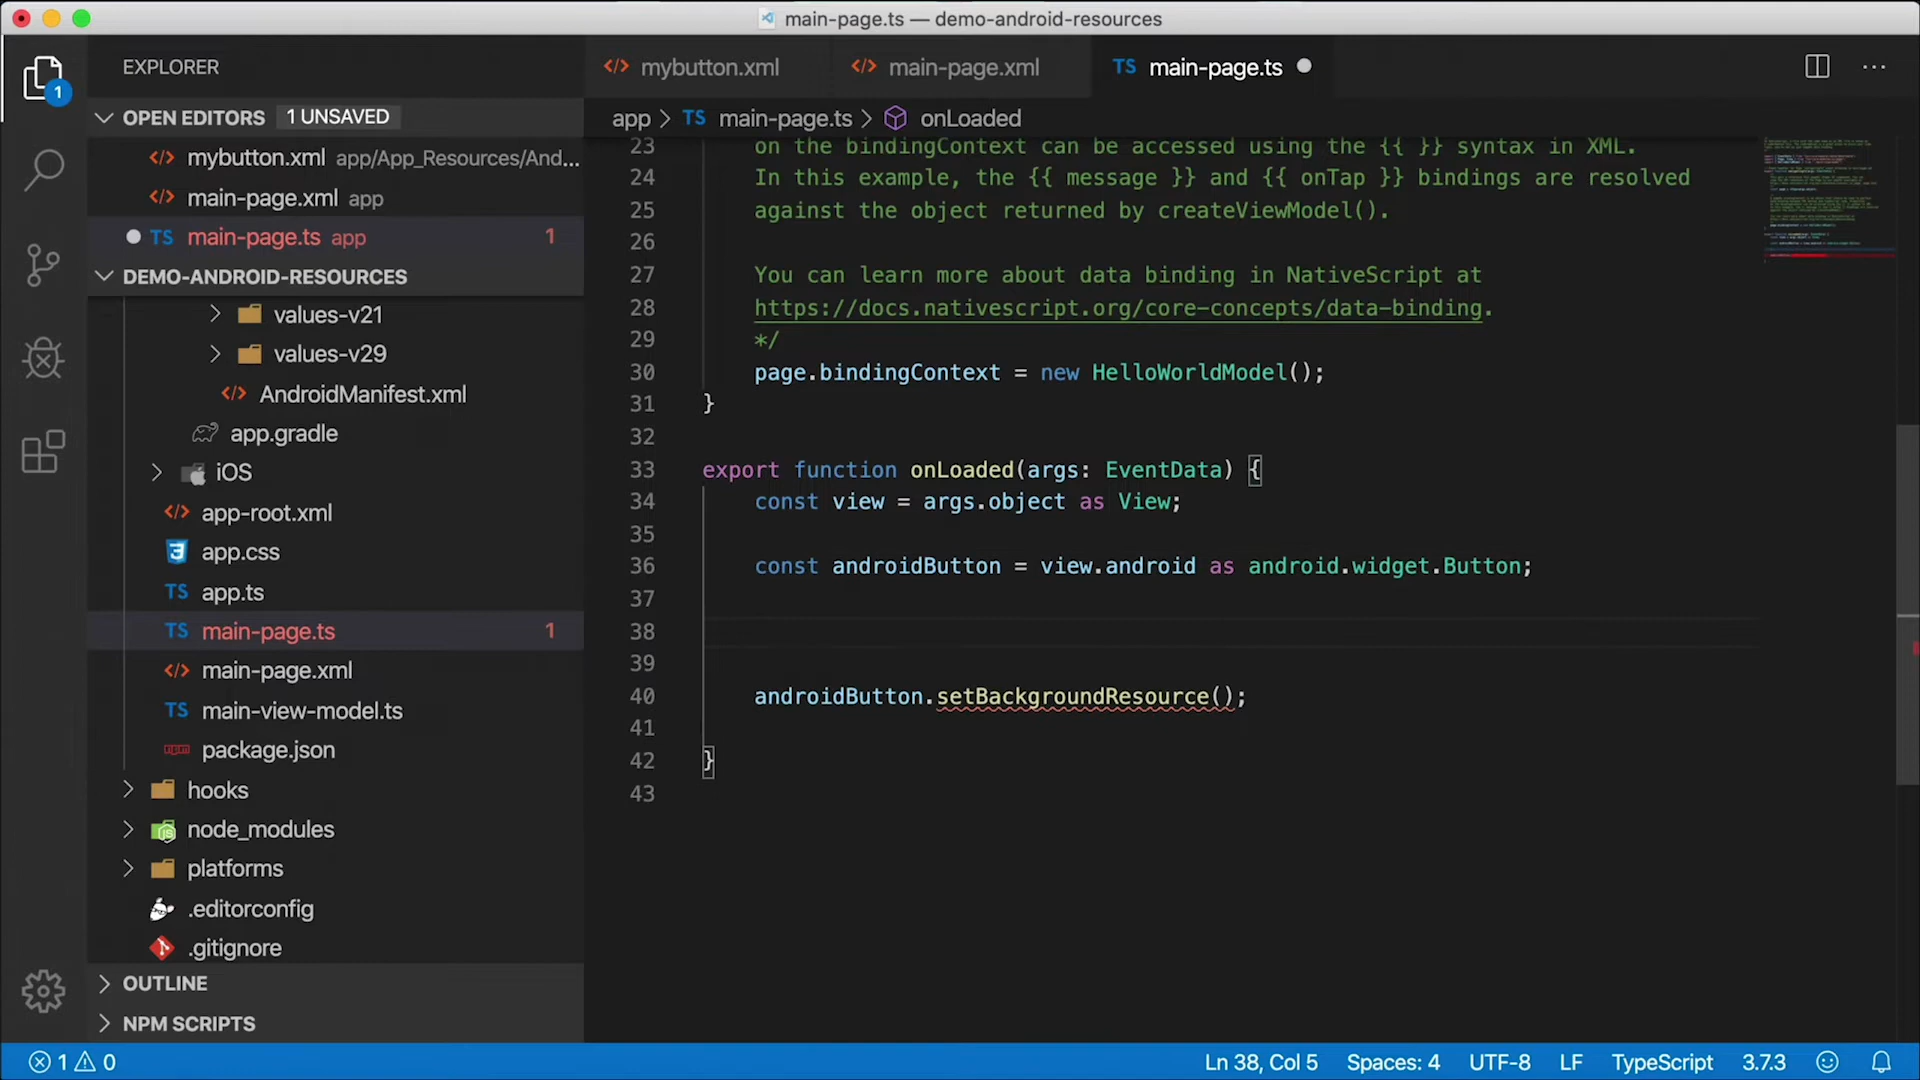 main-page.ts — demo-android-resources
EXPLORER
1
OPEN EDITORS 1 UNSAVED
mybutton.xml app/App_Resources/And...
main-page.xml app
TS main-page.ts app 1
DEMO-ANDROID-RESOURCES
values-v21
values-v29
AndroidManifest.xml
app.gradle
iOS
app-root.xml
app.css
TS app.ts
TS main-page.ts 1
main-page.xml
TS main-view-model.ts
package.json
hooks
node_modules
platforms
.editorconfig
.gitignore
OUTLINE
NPM SCRIPTS
mybutton.xml main-page.xml TS main-page.ts
app > TS main-page.ts > onLoaded
23 on the bindingContext can be accessed using the {{ }} syntax in XML.
24 In this example, the {{ message }} and {{ onTap }} bindings are resolved
25 against the object returned by createViewModel().
26
27 You can learn more about data binding in NativeScript at
28 https://docs.nativescript.org/core-concepts/data-binding.
29 */
30 page.bindingContext = new HelloWorldModel();
31 }
32
33 export function onLoaded(args: EventData) {
34 const view = args.object as View;
35
36 const androidButton = view.android as android.widget.Button;
37
38
39
40 androidButton.setBackgroundResource();
41
42 }
43
1 0 Ln 38, Col 5 Spaces: 4 UTF-8 LF TypeScript 3.7.3